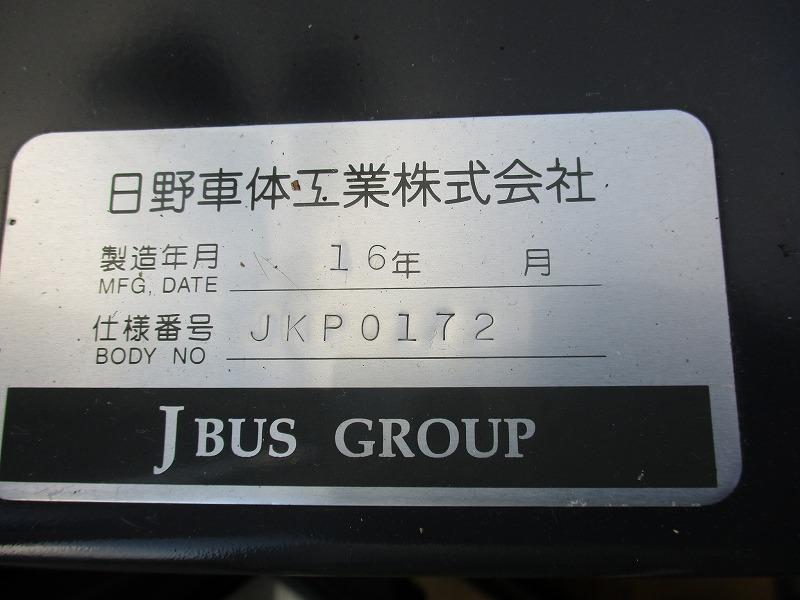 日野車体工業株式会社
製造年月 16年 月
MFG, DATE
仕様番号 JKP0172
BODY NO
J BUS GROUP